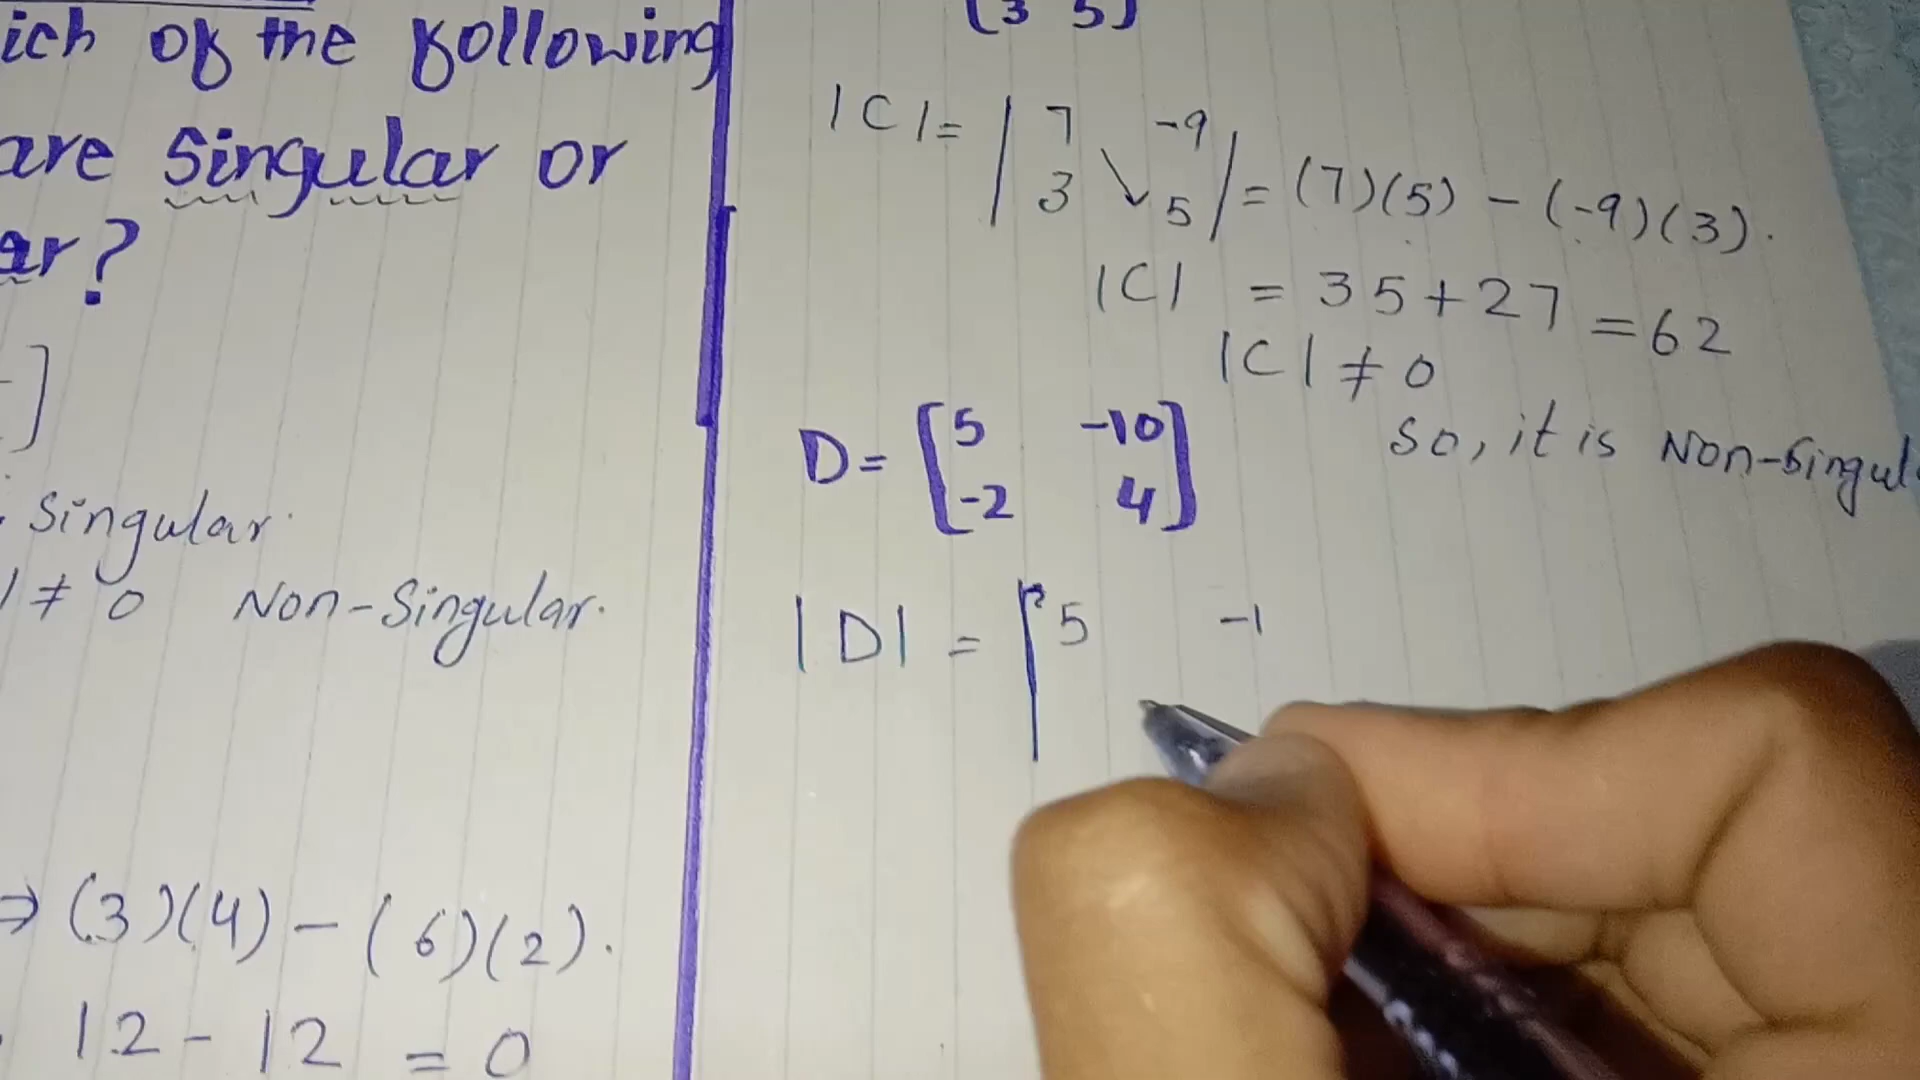 ich of the following
are Singular or
ar?
]
. Singular.
| ≠ 0 Non-Singular.
⇒ (3)(4) - (6)(2).
12 - 12 = 0
[3 5]
|C| = | 7 -9 |
| 3 5 | = (7)(5) - (-9)(3).
|C| = 35 + 27 = 62
|C| ≠ 0
So, it is Non-Singul
D = [ 5 -10 ]
[ -2 4 ]
|D| = | 5 -1